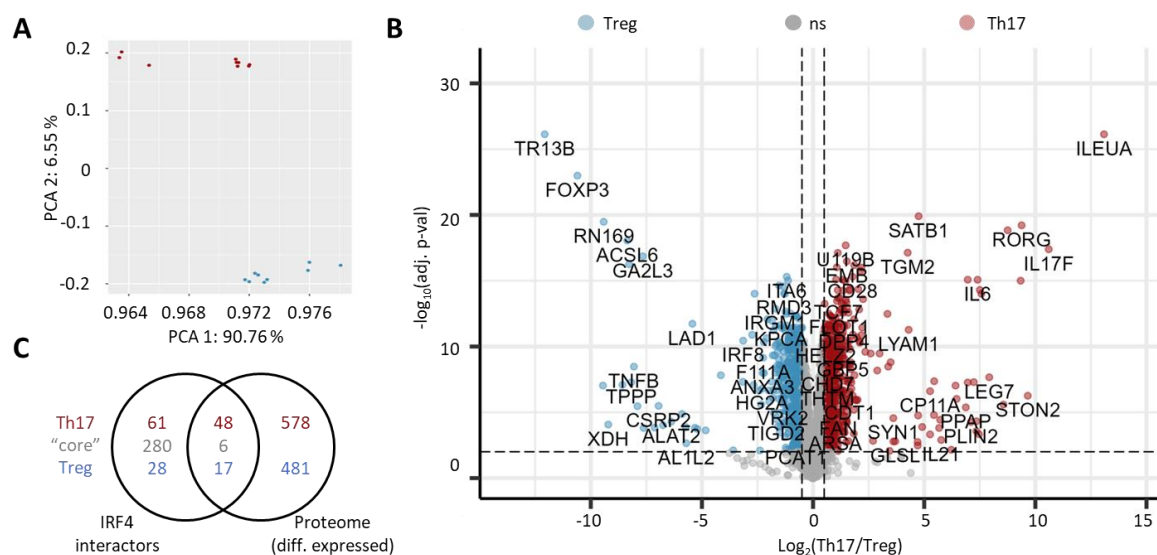 A
PCA 2: 6.55 %
0.2
0.1
0
-0.1
-0.2
0.964
0.968
0.972
0.976
PCA 1: 90.76 %
B
Treg
ns
Th17
-log10(adj. p-val)
30
20
10
0
TR13B
ILEUA
FOXP3
RN169
SATB1
RORG
ACSL6
U119B
IL17F
GA2L3
EMB
TGM2
ITA6
CD28
IL6
RMD3
TCF7
IRGM
FLOT1
LAD1
KPCA
DPP4
LYAM1
IRF8
HELZ2
F111A
GBP5
TNFB
ANXA3
CHD7
LEG7
TPPP
HG2A
THTM
CP11A
STON2
CSRP2
VRK2
CDT1
PPAP
XDH
ALAT2
TIGD2
FAN
SYN1
PLIN2
AL1L2
PCAT1
ARSA
GLSL
IL21
-10
-5
0
5
10
15
Log2(Th17/Treg)
C
Th17 61 48 578
“core” 280 6
Treg 28 17 481
IRF4
interactors
Proteome
(diff. expressed)